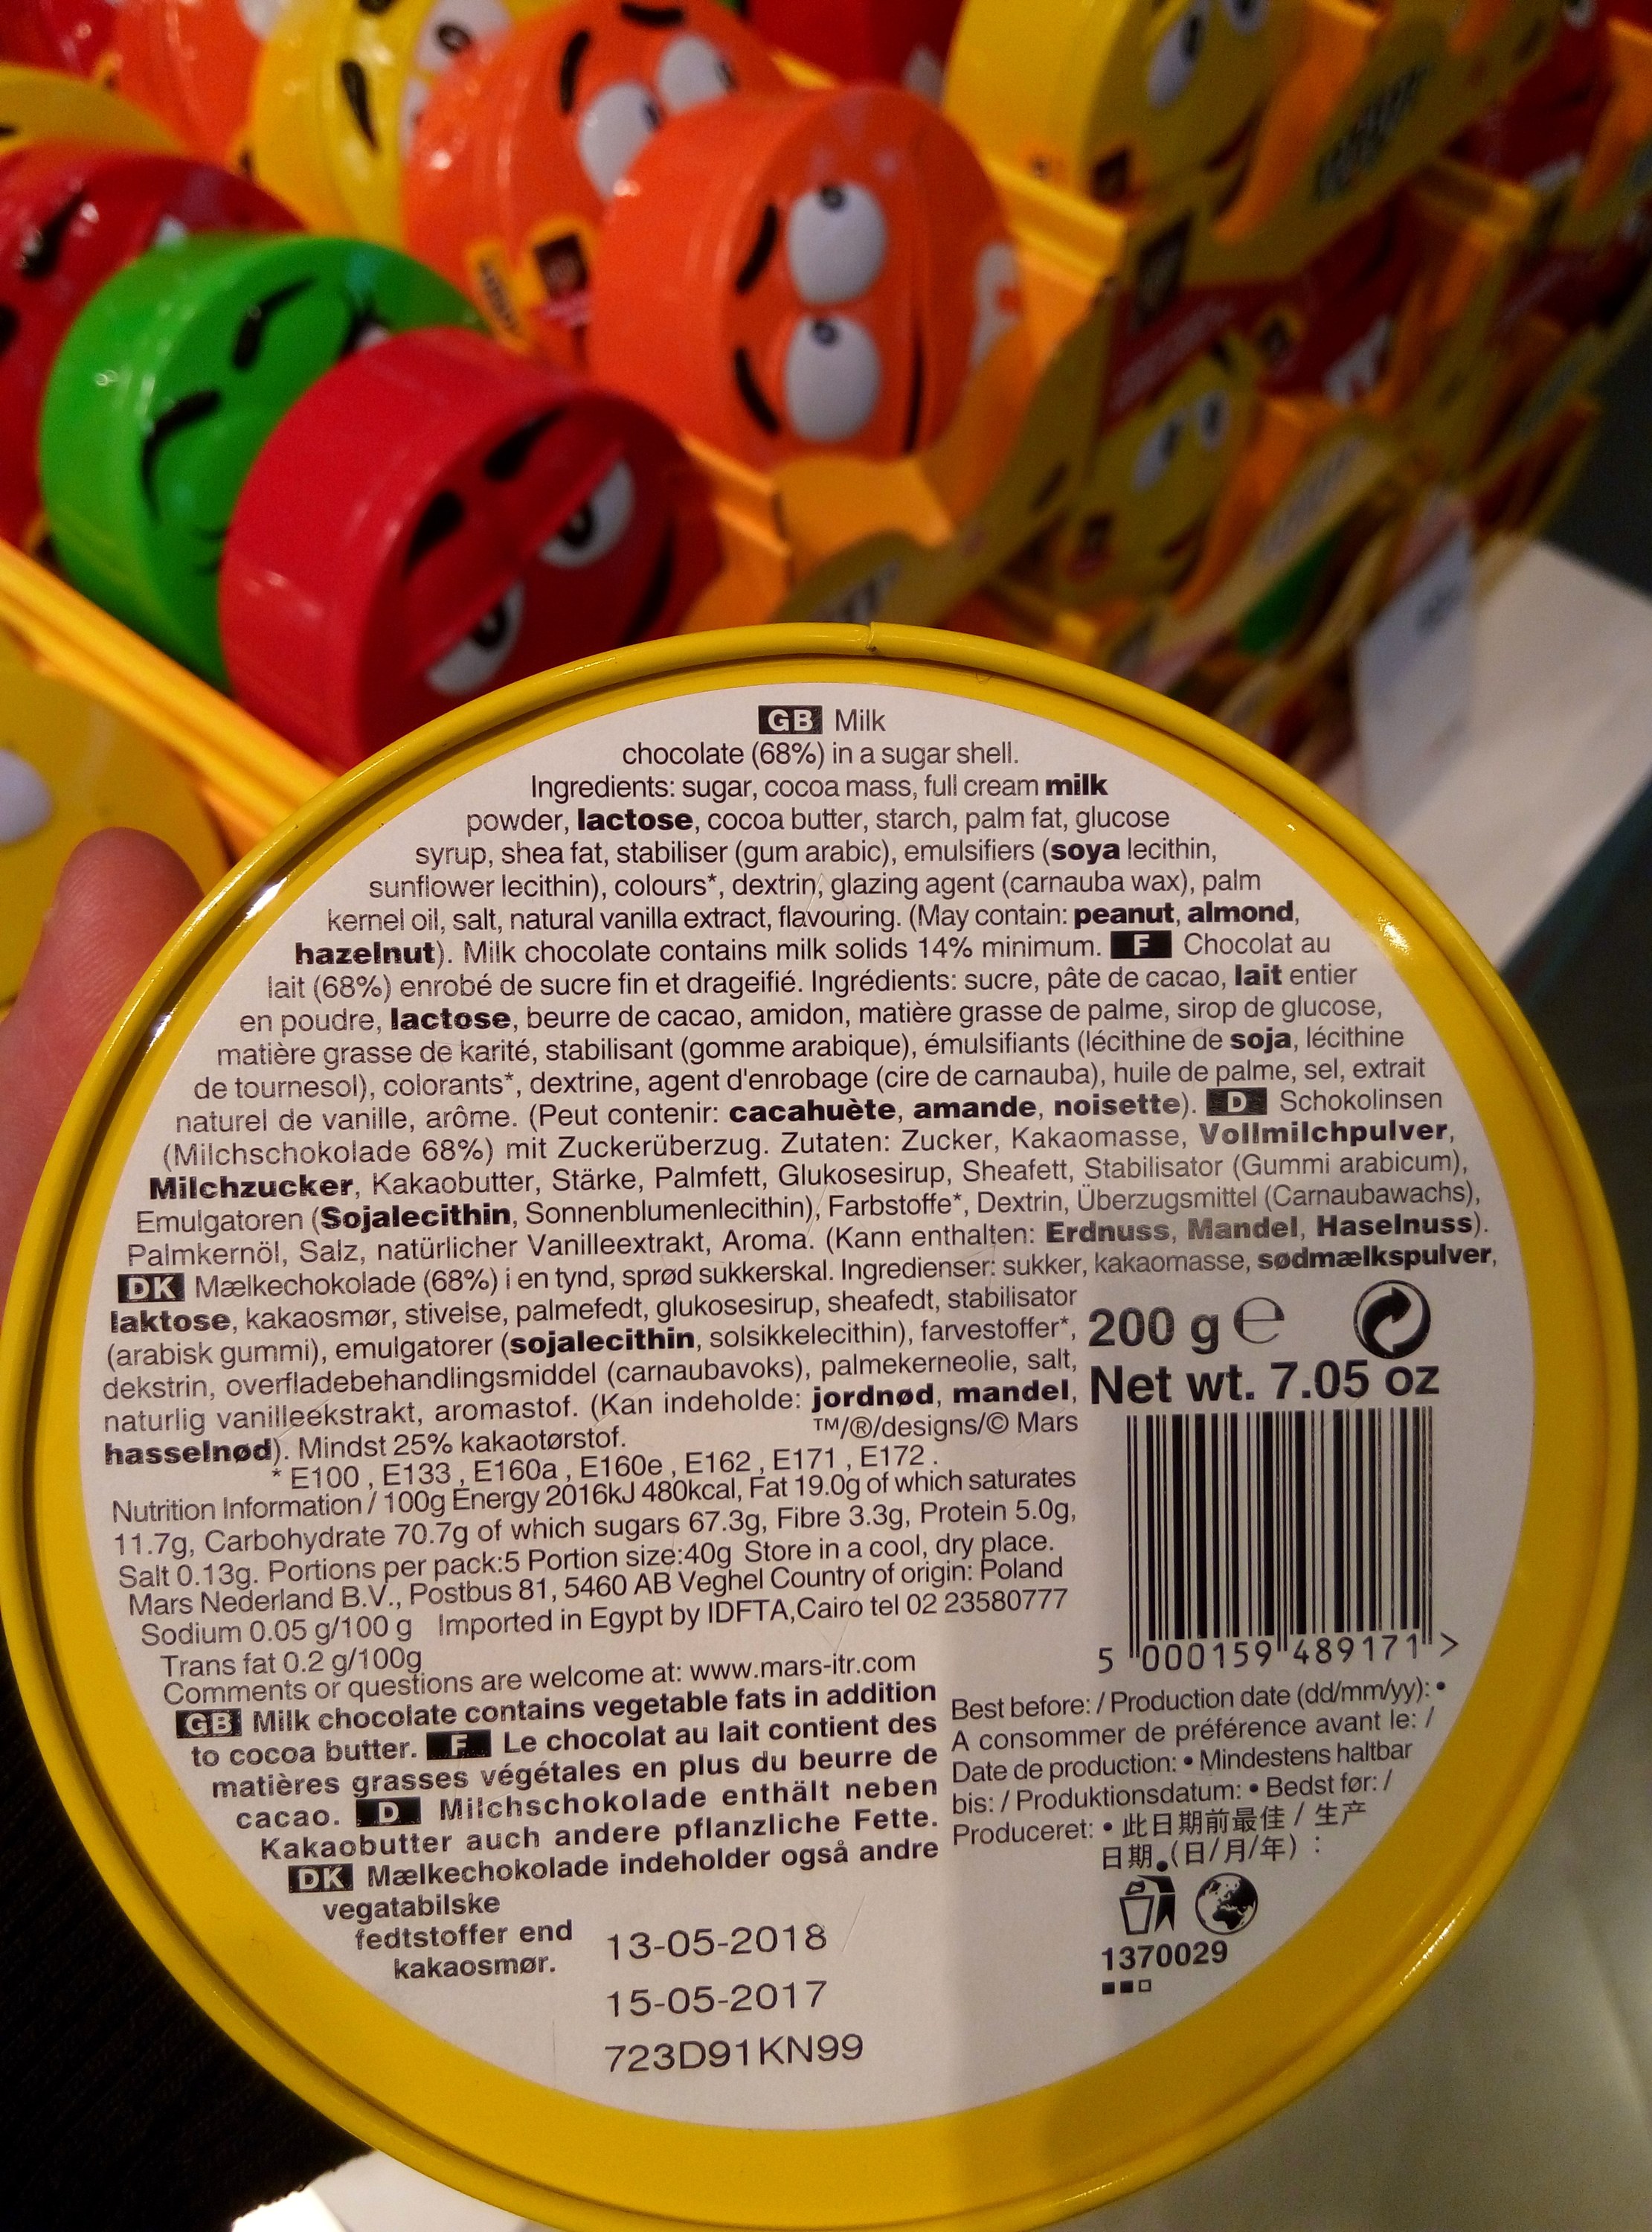 GB Milk
chocolate (68%) in a sugar shell.
Ingredients: sugar, cocoa mass, full cream milk
powder, lactose, cocoa butter, starch, palm fat, glucose
syrup, shea fat, stabiliser (gum arabic), emulsifiers (soya lecithin,
sunflower lecithin), colours*, dextrin, glazing agent (carnauba wax), palm
kernel oil, salt, natural vanilla extract, flavouring. (May contain: peanut, almond,
hazelnut). Milk chocolate contains milk solids 14% minimum. F Chocolat au
lait (68%) enrobé de sucre fin et drageifié. Ingrédients: sucre, pâte de cacao, lait entier
en poudre, lactose, beurre de cacao, amidon, matière grasse de palme, sirop de glucose,
matière grasse de karité, stabilisant (gomme arabique), émulsifiants (lécithine de soja, lécithine
de tournesol), colorants*, dextrine, agent d'enrobage (cire de carnauba), huile de palme, sel, extrait
naturel de vanille, arôme. (Peut contenir: cacahuète, amande, noisette). D Schokolinsen
(Milchschokolade 68%) mit Zuckerüberzug. Zutaten: Zucker, Kakaomasse, Vollmilchpulver,
Milchzucker, Kakaobutter, Stärke, Palmfett, Glukosesirup, Sheafett, Stabilisator (Gummi arabicum),
Emulgatoren (Sojalecithin, Sonnenblumenlecithin), Farbstoffe*, Dextrin, Überzugsmittel (Carnaubawachs),
Palmkernöl, Salz, natürlicher Vanilleextrakt, Aroma. (Kann enthalten: Erdnuss, Mandel, Haselnuss).
DK Mælkechokolade (68%) i en tynd, sprød sukkerskal. Ingredienser: sukker, kakaomasse, sødmælkspulver,
laktose, kakaosmør, stivelse, palmefedt, glukosesirup, sheafedt, stabilisator
(arabisk gummi), emulgatorer (sojalecithin, solsikkelecithin), farvestoffer*,
dekstrin, overfladebehandlingsmiddel (carnaubavoks), palmekerneolie, salt,
naturlig vanilleekstrakt, aromastof. (Kan indeholde: jordnød, mandel,
hasselnød). Mindst 25% kakaotørstof.
™/®/designs/© Mars
* E100 , E133 , E160a , E160e , E162 , E171 , E172 .
Nutrition Information / 100g Energy 2016kJ 480kcal, Fat 19.0g of which saturates
11.7g, Carbohydrate 70.7g of which sugars 67.3g, Fibre 3.3g, Protein 5.0g,
Salt 0.13g. Portions per pack:5 Portion size:40g Store in a cool, dry place.
Mars Nederland B.V., Postbus 81, 5460 AB Veghel Country of origin: Poland
Sodium 0.05 g/100 g Imported in Egypt by IDFTA,Cairo tel 02 23580777
Trans fat 0.2 g/100g
Comments or questions are welcome at: www.mars-itr.com
GB Milk chocolate contains vegetable fats in addition
to cocoa butter. F Le chocolat au lait contient des
matières grasses végétales en plus du beurre de
cacao. D Milchschokolade enthält neben
Kakaobutter auch andere pflanzliche Fette.
DK Mælkechokolade indeholder også andre
vegatabilske
fedtstoffer end
kakaosmør.
200 g ℮
Net wt. 7.05 oz
5 000159 489171 >
Best before: / Production date (dd/mm/yy): •
A consommer de préférence avant le: /
Date de production: • Mindestens haltbar
bis: / Produktionsdatum: • Bedst før: /
Produceret: • 此日期前最佳 / 生产
日期 (日/月/年) :
1370029
13-05-2018
15-05-2017
723D91KN99